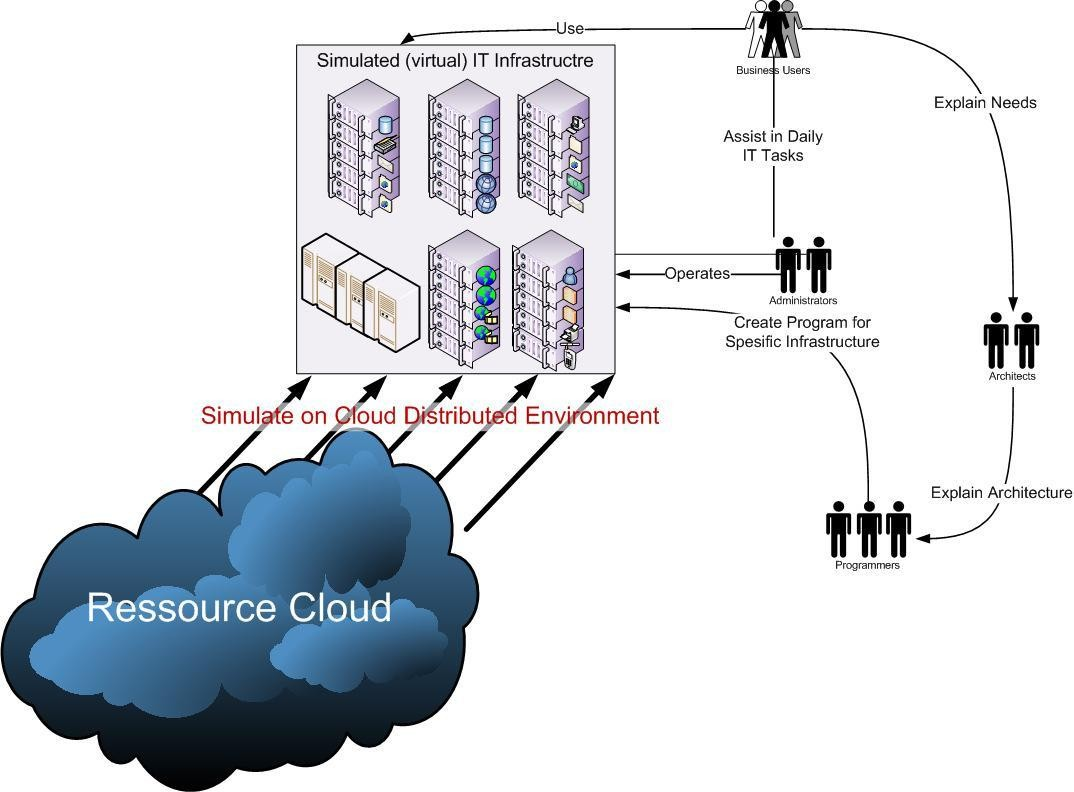 Use
Business Users
Simulated (virtual) IT Infrastructre
Explain Needs
Assist in Daily
IT Tasks
Operates
Administrators
Create Program for
Spesific Infrastructure
Architects
Simulate on Cloud Distributed Environment
Explain Architecture
Programmers
Ressource Cloud